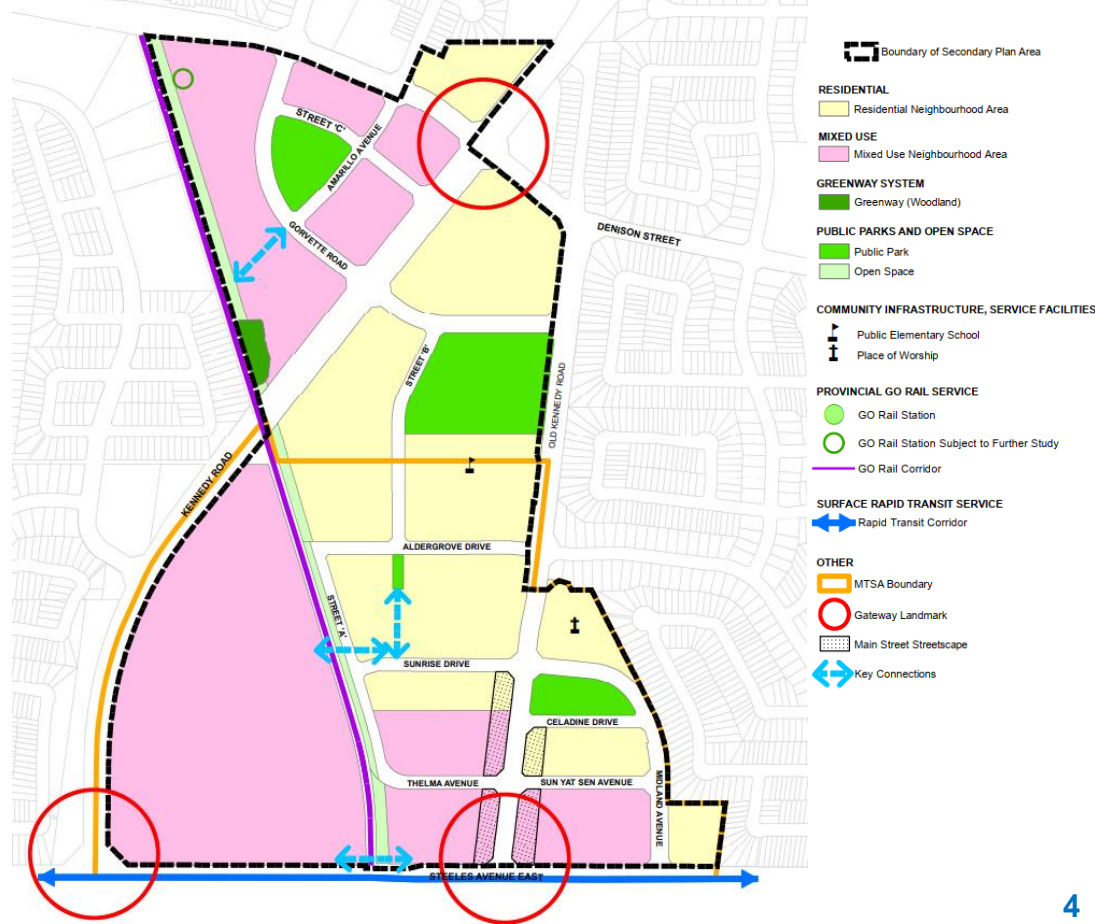 STREET 'C'
AMARILLO AVENUE
GORVETTE ROAD
DENISON STREET
STREET 'B'
OLD KENNEDY ROAD
KENNEDY ROAD
ALDERGROVE DRIVE
STREET 'A'
SUNRISE DRIVE
CELADINE DRIVE
THELMA AVENUE
SUN YAT SEN AVENUE
MIDLAND AVENUE
STEELES AVENUE EAST
Boundary of Secondary Plan Area
RESIDENTIAL
Residential Neighbourhood Area
MIXED USE
Mixed Use Neighbourhood Area
GREENWAY SYSTEM
Greenway (Woodland)
PUBLIC PARKS AND OPEN SPACE
Public Park
Open Space
COMMUNITY INFRASTRUCTURE, SERVICE FACILITIES
Public Elementary School
Place of Worship
PROVINCIAL GO RAIL SERVICE
GO Rail Station
GO Rail Station Subject to Further Study
GO Rail Corridor
SURFACE RAPID TRANSIT SERVICE
Rapid Transit Corridor
OTHER
MTSA Boundary
Gateway Landmark
Main Street Streetscape
Key Connections
4